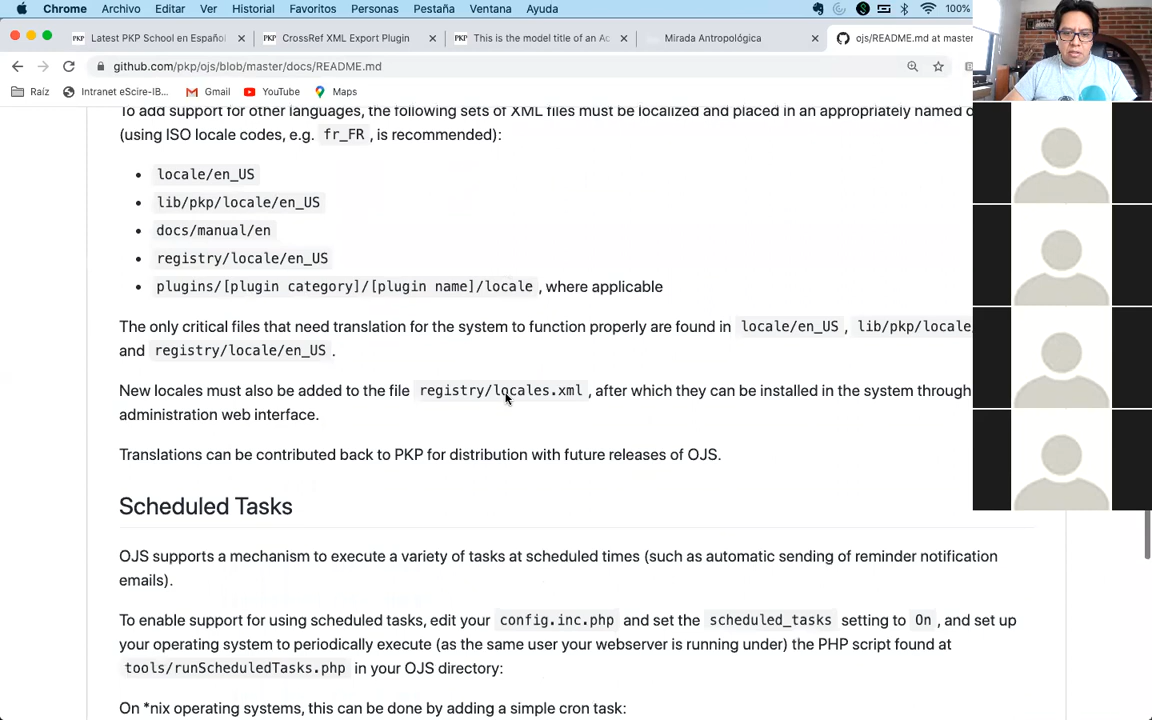 Chrome Archivo Editar Ver Historial Favoritos Personas Pestaña Ventana Ayuda 100%
PKP Latest PKP School en Español PKP CrossRef XML Export Plugin PKP This is the model title of an Ac Mirada Antropológica ojs/README.md at master
github.com/pkp/ojs/blob/master/docs/README.md
Raíz Intranet eScire-IB... Gmail YouTube Maps
To add support for other languages, the following sets of XML files must be localized and placed in an appropriately named
(using ISO locale codes, e.g. fr_FR , is recommended):
• locale/en_US
• lib/pkp/locale/en_US
• docs/manual/en
• registry/locale/en_US
• plugins/[plugin category]/[plugin name]/locale , where applicable
The only critical files that need translation for the system to function properly are found in locale/en_US , lib/pkp/locale
and registry/locale/en_US .
New locales must also be added to the file registry/locales.xml , after which they can be installed in the system through
administration web interface.
Translations can be contributed back to PKP for distribution with future releases of OJS.
Scheduled Tasks
OJS supports a mechanism to execute a variety of tasks at scheduled times (such as automatic sending of reminder notification
emails).
To enable support for using scheduled tasks, edit your config.inc.php and set the scheduled_tasks setting to On , and set up
your operating system to periodically execute (as the same user your webserver is running under) the PHP script found at
tools/runScheduledTasks.php in your OJS directory:
On *nix operating systems, this can be done by adding a simple cron task: